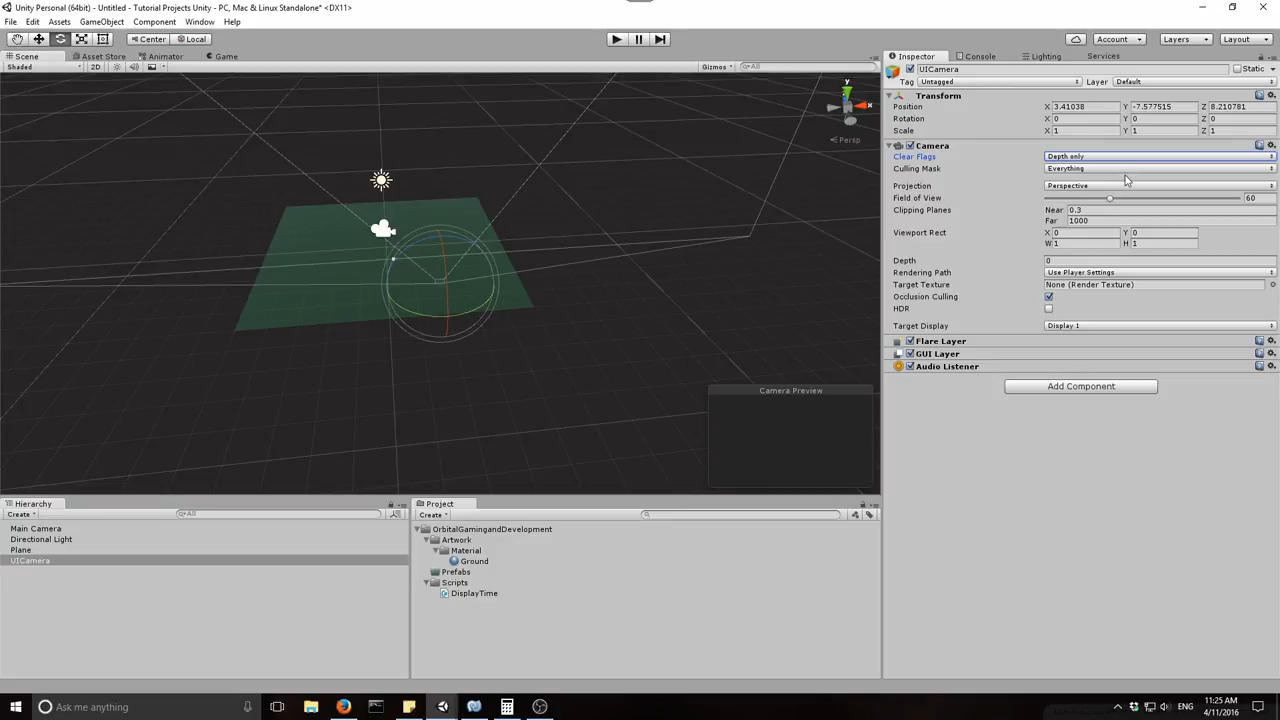 Unity Personal (64bit) - Untitled - Tutorial Projects Unity - PC, Mac & Linux Standalone* <DX11>
File Edit Assets GameObject Component Window Help
Center Local Account Layers Layout
Scene Asset Store Animator Game
Shaded 2D Gizmos All
y
x
Persp
Camera Preview
Inspector Console Lighting Services
UICamera Static
Tag Untagged Layer Default
Transform
Position X 3.41038 Y -7.577515 Z 8.210781
Rotation X 0 Y 0 Z 0
Scale X 1 Y 1 Z 1
Camera
Clear Flags Depth only
Culling Mask Everything
Projection Perspective
Field of View 60
Clipping Planes Near 0.3
Far 1000
Viewport Rect X 0 Y 0
W 1 H 1
Depth 0
Rendering Path Use Player Settings
Target Texture None (Render Texture)
Occlusion Culling
HDR
Target Display Display 1
Flare Layer
GUI Layer
Audio Listener
Add Component
Hierarchy
Create All
Main Camera
Directional Light
Plane
UICamera
Project
Create
OrbitalGamingandDevelopment
Artwork
Material
Ground
Prefabs
Scripts
DisplayTime
Ask me anything
ENG
11:25 AM
4/11/2016